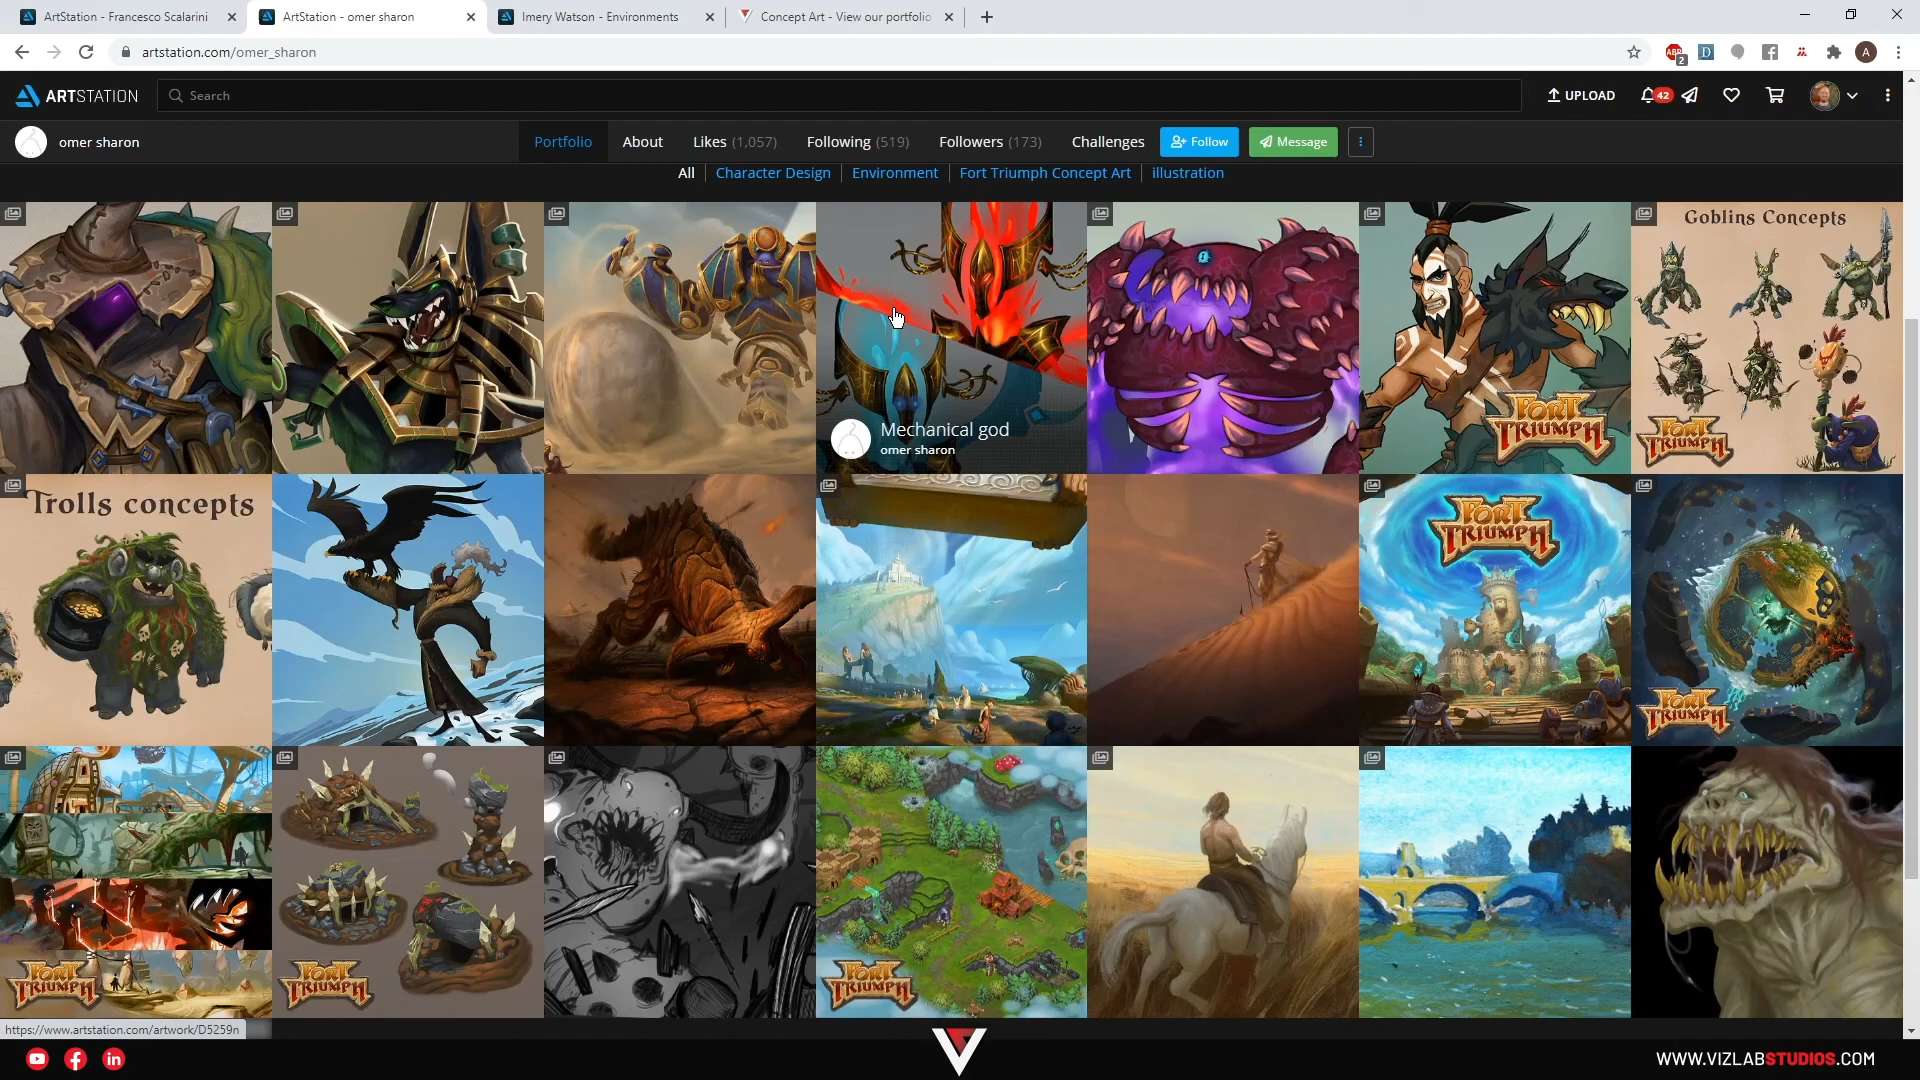 ArtStation - Francesco Scalarini
ArtStation - omer sharon
Imery Watson - Environments
Concept Art - View our portfolio
artstation.com/omer_sharon
ABP
2
D
A
ARTSTATION
Search
UPLOAD
42
omer sharon
Portfolio
About
Likes (1,057)
Following (519)
Followers (173)
Challenges
Follow
Message
All
Character Design
Environment
Fort Triumph Concept Art
illustration
Goblins Concepts
FORT TRIUMPH
FORT TRIUMPH
Mechanical god
omer sharon
Trolls concepts
FORT TRIUMPH
FORT TRIUMPH
FORT TRIUMPH
FORT TRIUMPH
FORT TRIUMPH
https://www.artstation.com/artwork/D5259n
in
WWW.VIZLABSTUDIOS.COM